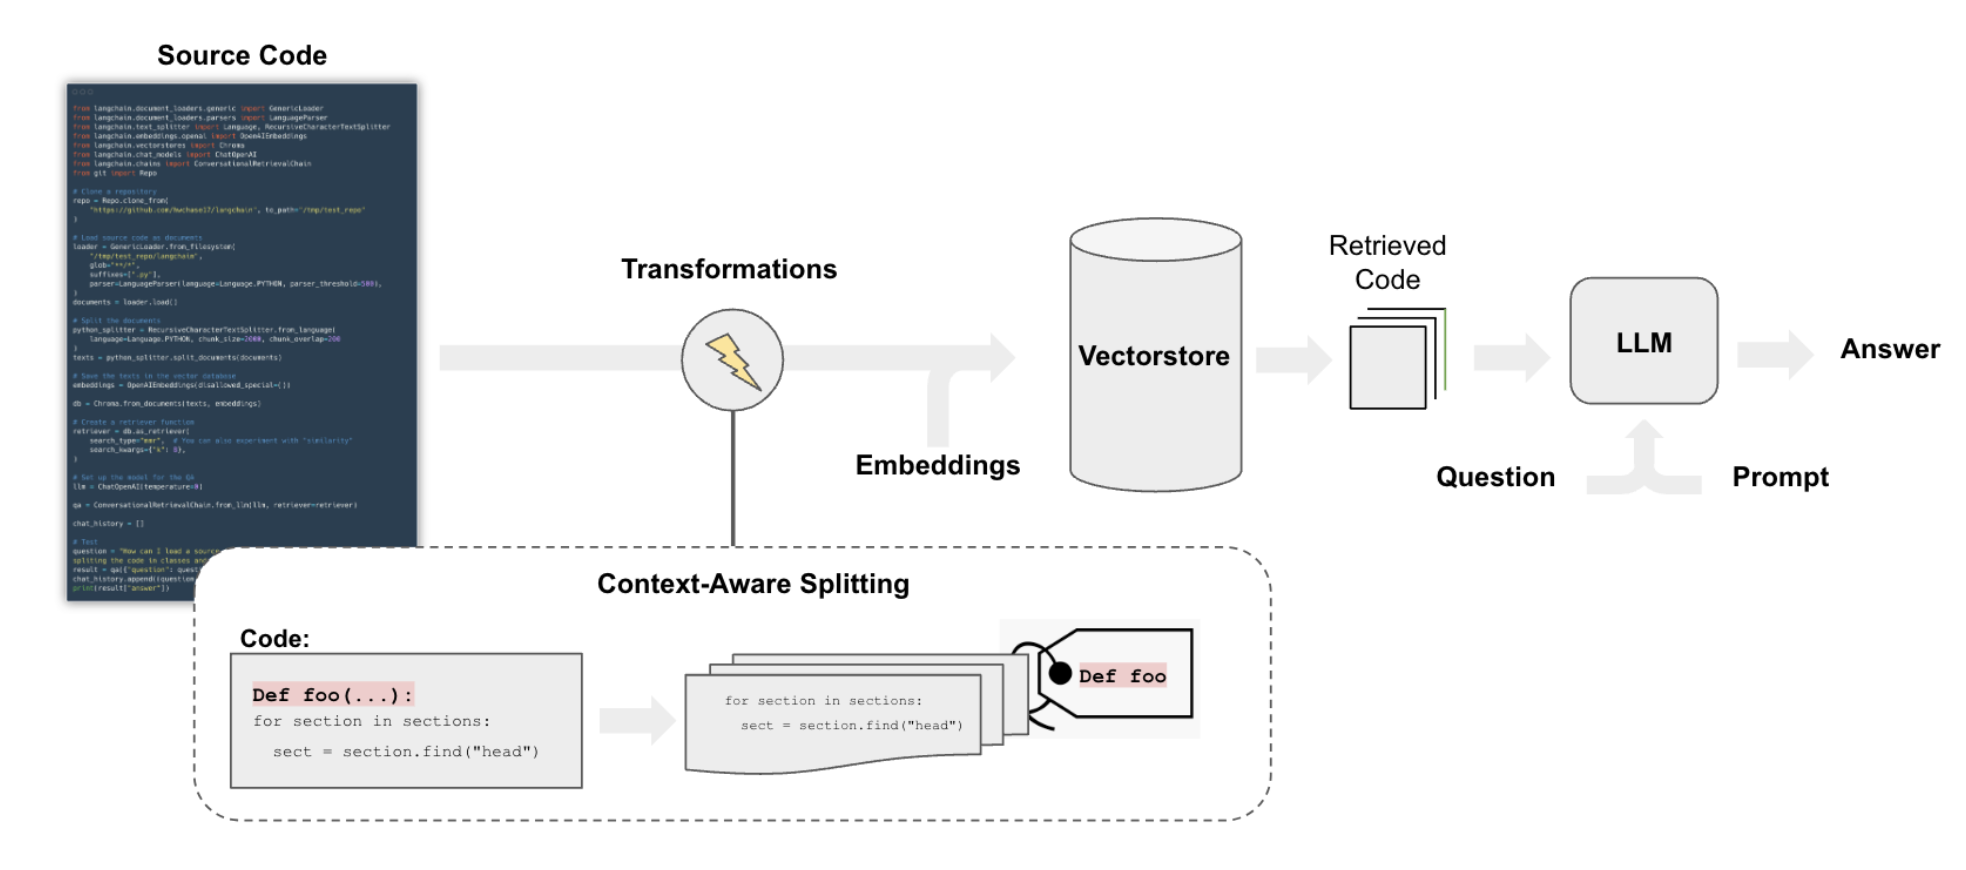 Source Code
from langchain.document_loaders.generic import GenericLoader
from langchain.document_loaders.parsers import LanguageParser
from langchain.text_splitter import Language, RecursiveCharacterTextSplitter
from langchain.embeddings.openai import OpenAIEmbeddings
from langchain.vectorstores import Chroma
from langchain.chat_models import ChatOpenAI
from langchain.chains import ConversationalRetrievalChain
from git import Repo
# Clone a repository
repo = Repo.clone_from(
"https://github.com/hwchase17/langchain", to_path="/tmp/test_repo"
)
# Load source code as documents
loader = GenericLoader.from_filesystem(
"/tmp/test_repo/langchain",
glob="**/*",
suffixes=[".py"],
parser=LanguageParser(language=Language.PYTHON, parser_threshold=500),
)
documents = loader.load()
# Split the documents
python_splitter = RecursiveCharacterTextSplitter.from_language(
language=Language.PYTHON, chunk_size=2000, chunk_overlap=200
)
texts = python_splitter.split_documents(documents)
# Save the texts in the vector database
embeddings = OpenAIEmbeddings(disallowed_special=())
db = Chroma.from_documents(texts, embeddings)
# Create a retriever function
retriever = db.as_retriever(
search_type="mmr", # You can also experiment with "similarity"
search_kwargs={"k": 8},
)
# Set up the model for the QA
llm = ChatOpenAI(temperature=0)
qa = ConversationalRetrievalChain.from_llm(llm, retriever=retriever)
chat_history = []
# Test
question = "How can I load a source
spliting the code in classes and
result = qa({"question": questi
chat_history.append((question
print(result["answer"])
Transformations
Embeddings
Vectorstore
Retrieved
Code
LLM
Answer
Question
Prompt
Context-Aware Splitting
Code:
Def foo(...):
for section in sections:
sect = section.find("head")
for section in sections:
sect = section.find("head")
Def foo